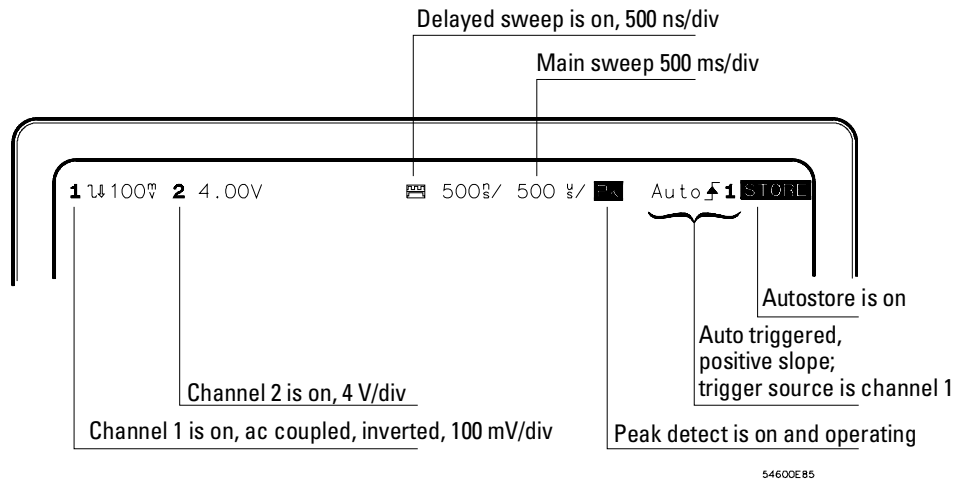 Delayed sweep is on, 500 ns/div
Main sweep 500 ms/div
1 100mV 2 4.00V 500ns/ 500 us/ Pk Auto 1 STORE
Autostore is on
Auto triggered,
positive slope;
trigger source is channel 1
Channel 2 is on, 4 V/div
Channel 1 is on, ac coupled, inverted, 100 mV/div
Peak detect is on and operating
54600E85